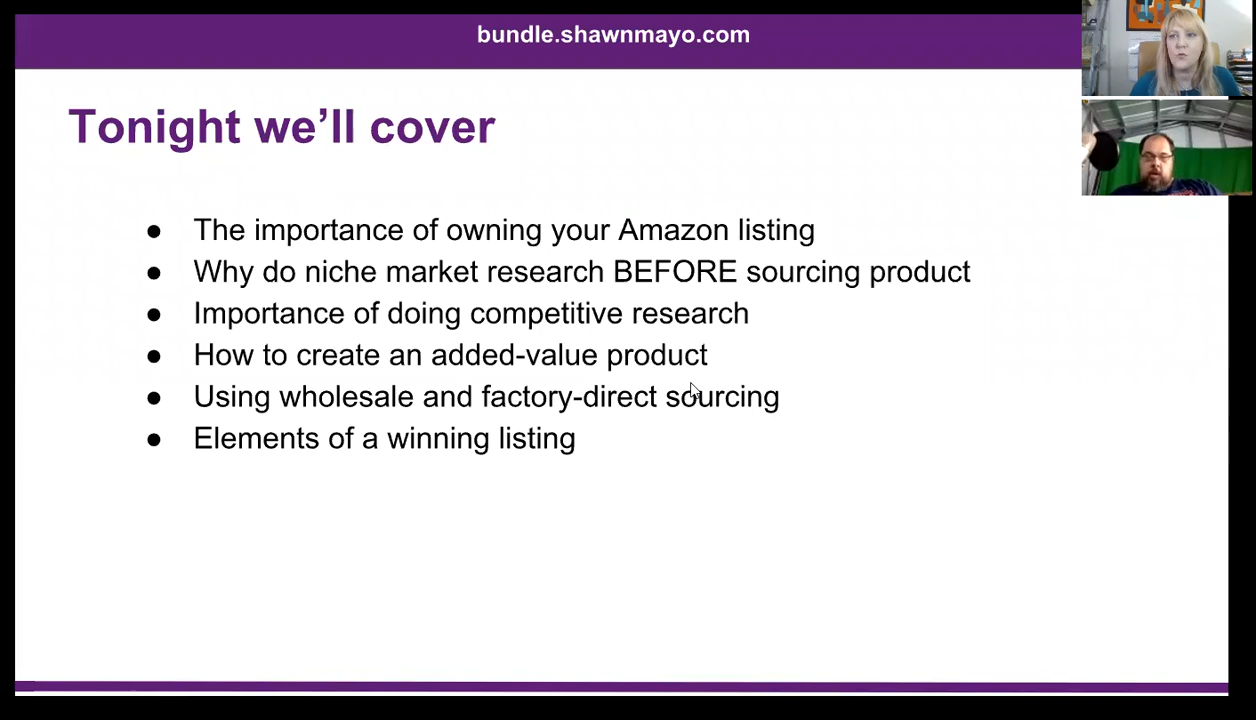 bundle.shawnmayo.com
Tonight we'll cover
● The importance of owning your Amazon listing
● Why do niche market research BEFORE sourcing product
● Importance of doing competitive research
● How to create an added-value product
● Using wholesale and factory-direct sourcing
● Elements of a winning listing